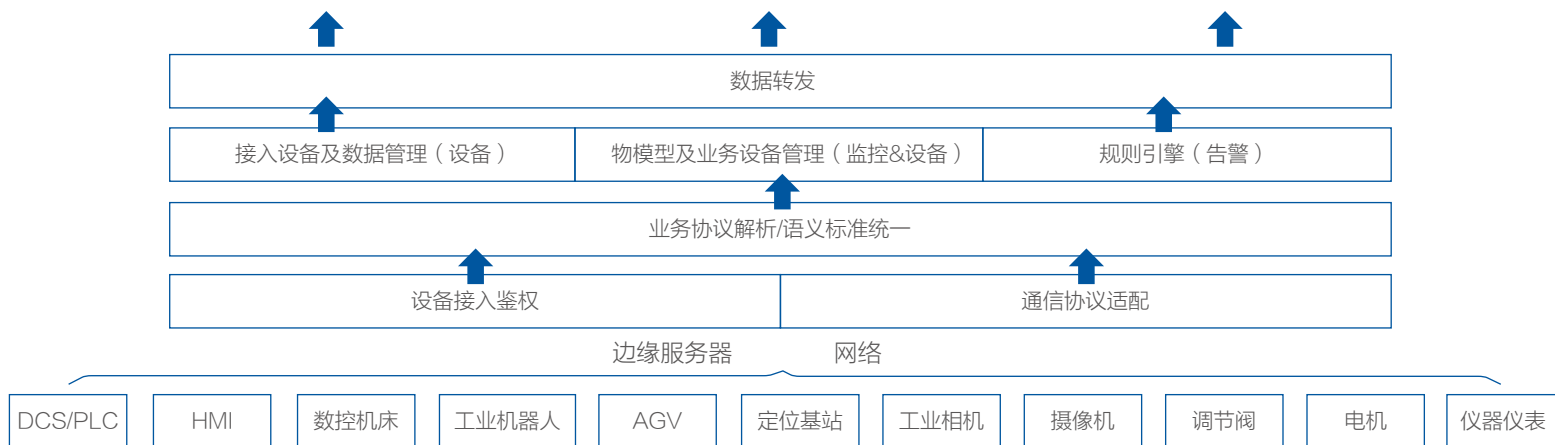 数据转发
接入设备及数据管理（设备）
物模型及业务设备管理（监控&设备）
规则引擎（告警）
业务协议解析/语义标准统一
设备接入鉴权
通信协议适配
边缘服务器
网络
DCS/PLC
HMI
数控机床
工业机器人
AGV
定位基站
工业相机
摄像机
调节阀
电机
仪器仪表